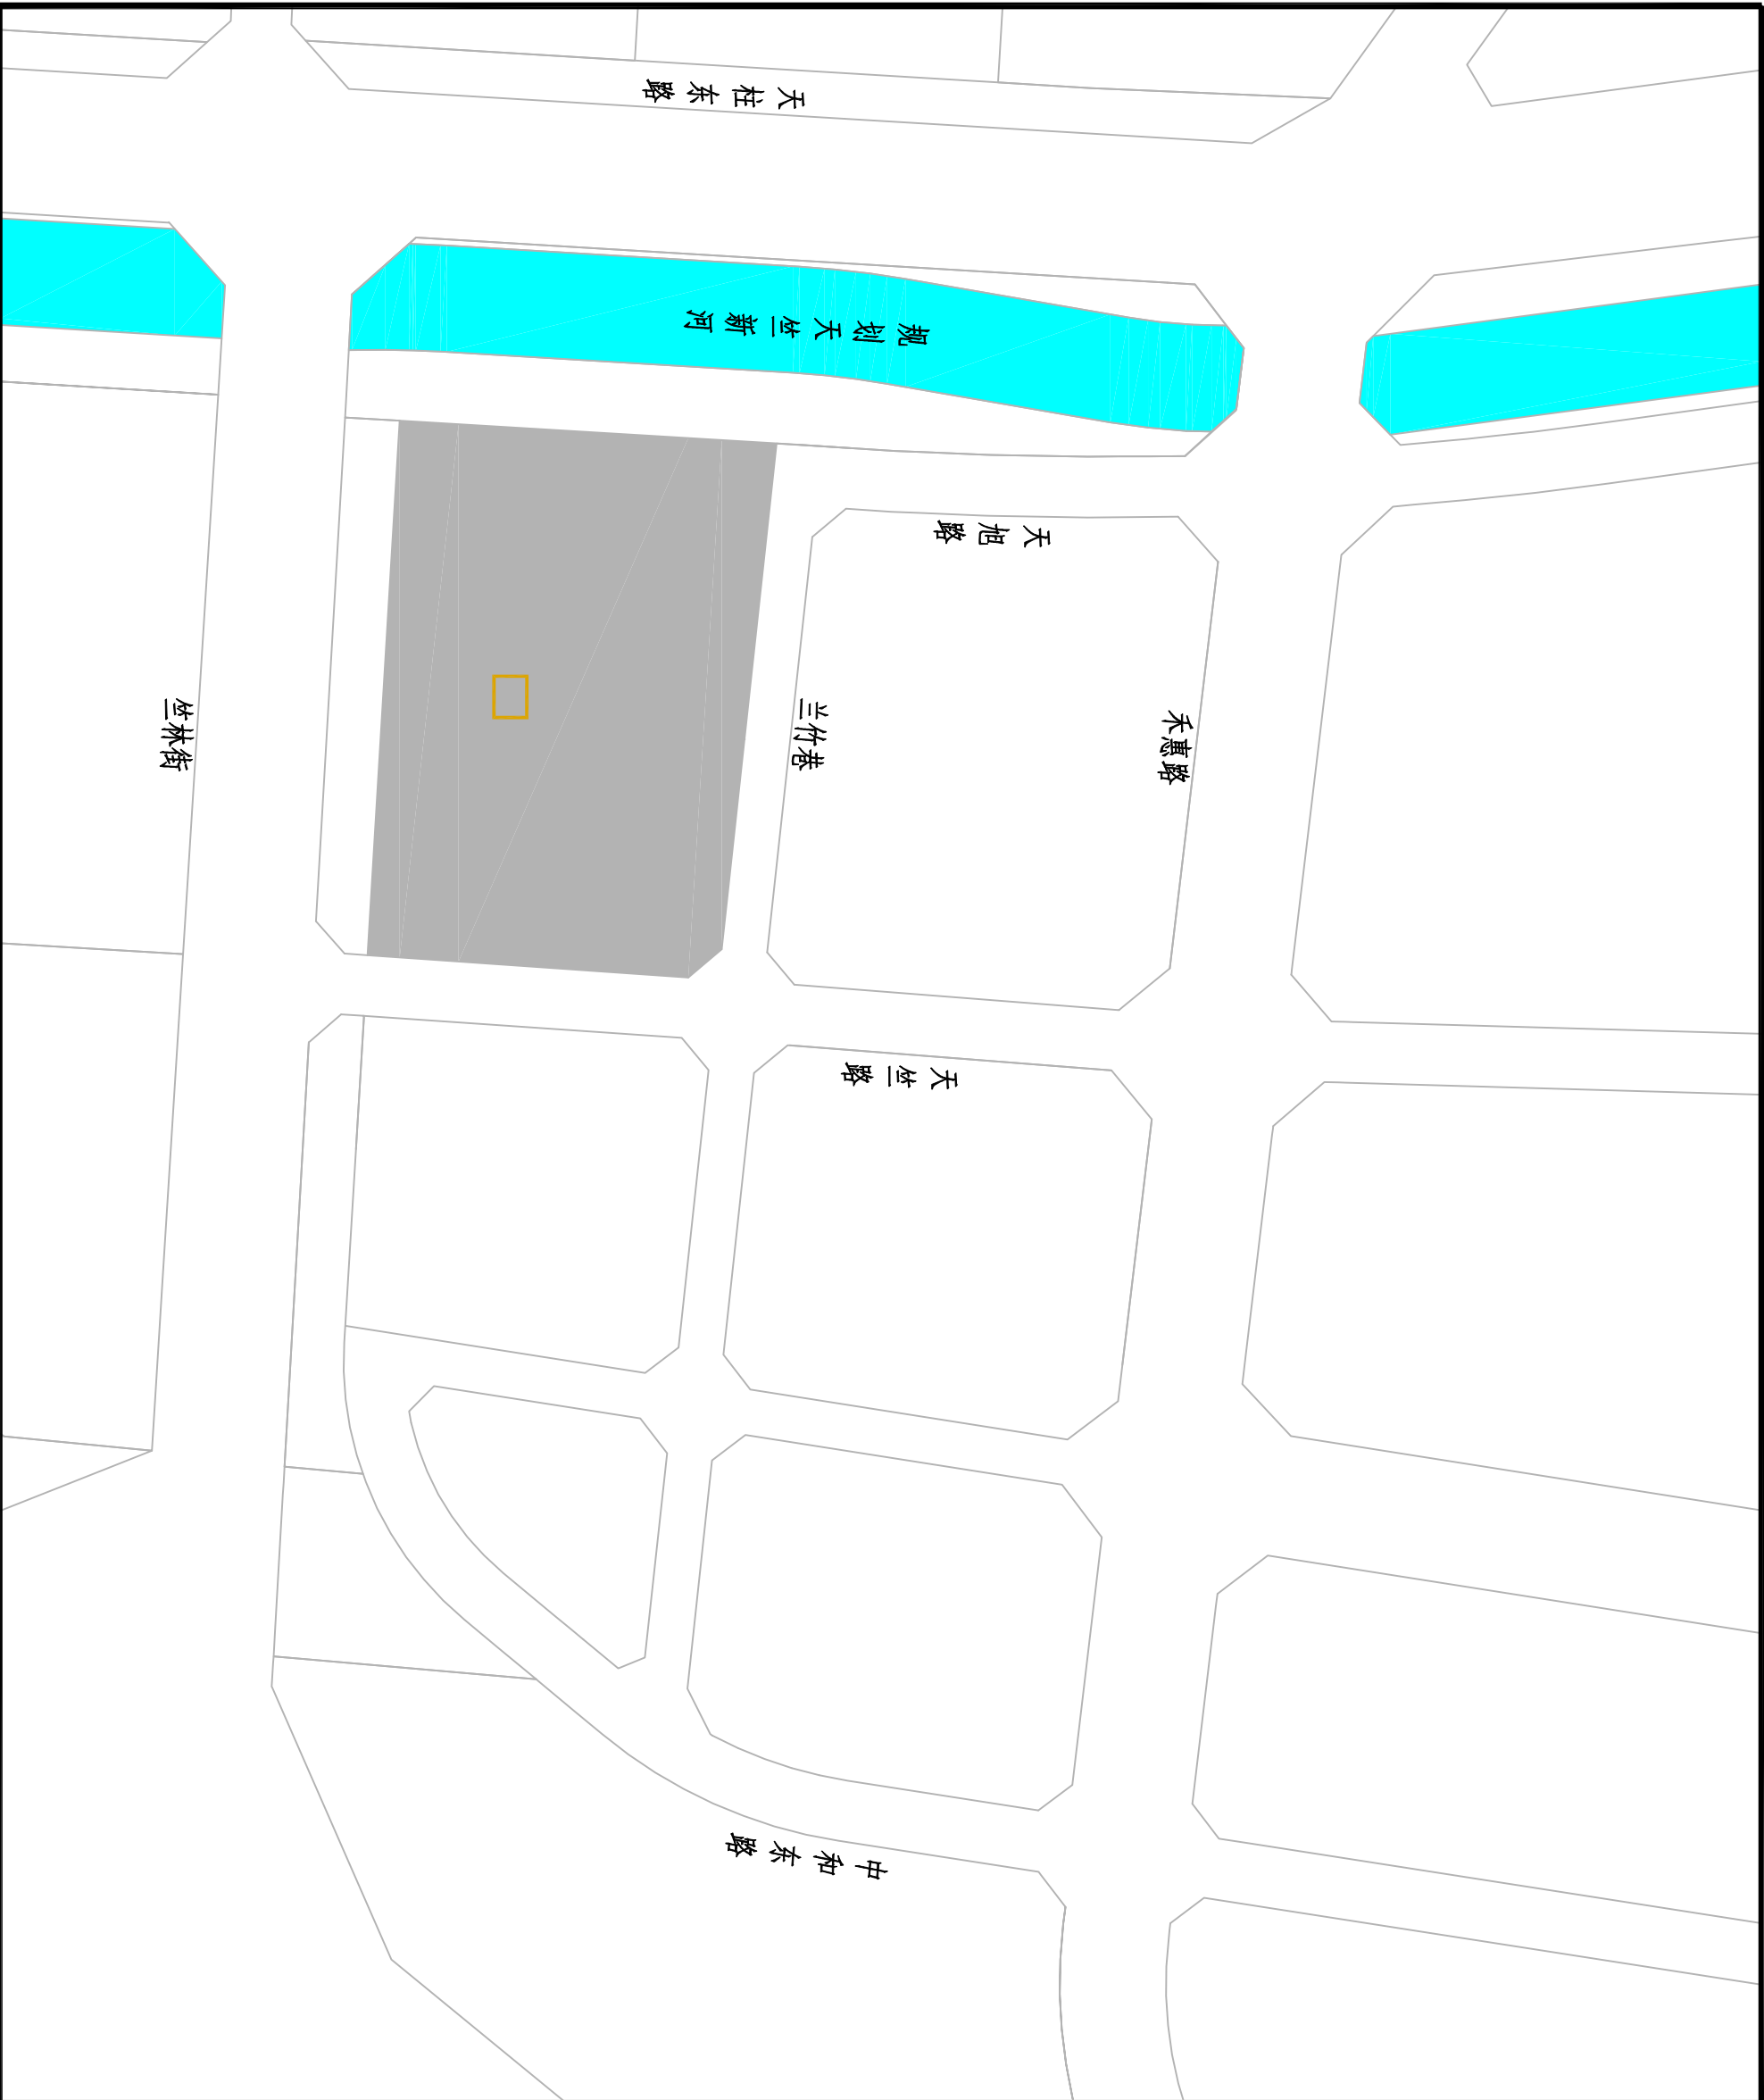 天柱东路
规划天竺新河
天旭路
竺林街
兰竹巷
禾惠路
天竺路
中和东路